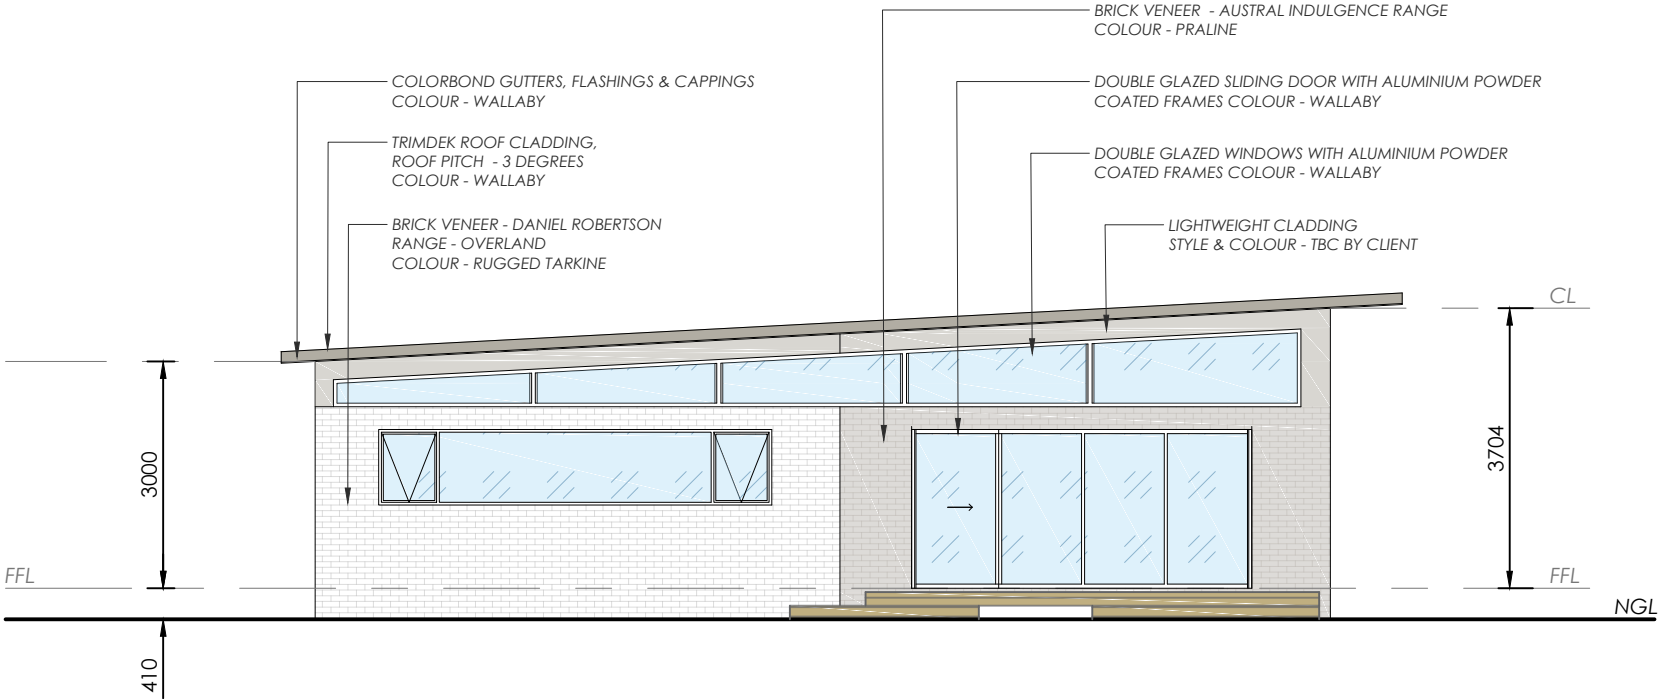 BRICK VENEER - AUSTRAL INDULGENCE RANGE
COLOUR - PRALINE
COLORBOND GUTTERS, FLASHINGS & CAPPINGS
COLOUR - WALLABY
DOUBLE GLAZED SLIDING DOOR WITH ALUMINIUM POWDER
COATED FRAMES COLOUR - WALLABY
TRIMDEK ROOF CLADDING,
ROOF PITCH - 3 DEGREES
COLOUR - WALLABY
DOUBLE GLAZED WINDOWS WITH ALUMINIUM POWDER
COATED FRAMES COLOUR - WALLABY
BRICK VENEER - DANIEL ROBERTSON
RANGE - OVERLAND
COLOUR - RUGGED TARKINE
LIGHTWEIGHT CLADDING
STYLE & COLOUR - TBC BY CLIENT
CL
3000
3704
FFL
FFL
NGL
410